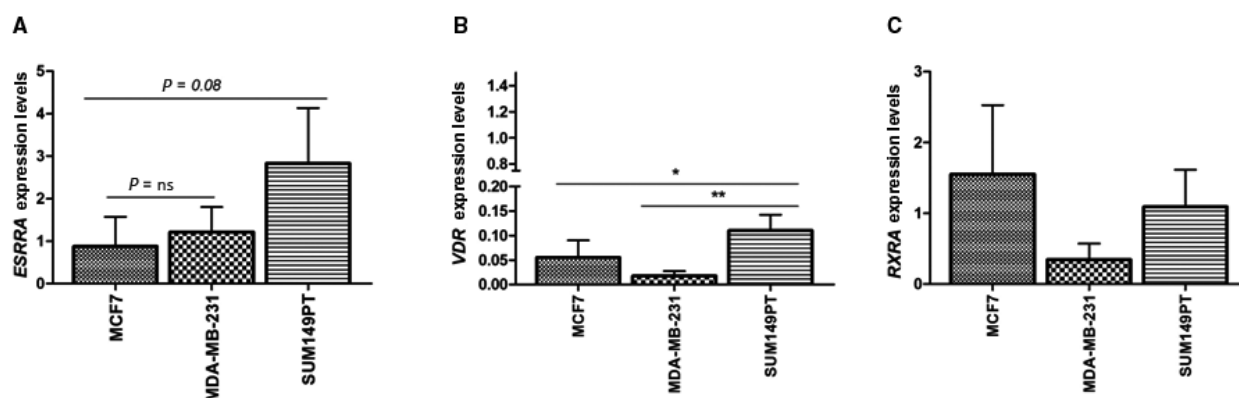 A
B
C
ESRRA expression levels
5
4
3
2
1
0
P = 0.08
P = ns
MCF7
MDA-MB-231
SUM149PT
VDR expression levels
1.4
1.2
1.0
0.8
0.6
0.20
0.15
0.10
0.05
0.00
*
**
MCF7
MDA-MB-231
SUM149PT
RXRA expression levels
3
2
1
0
MCF7
MDA-MB-231
SUM149PT